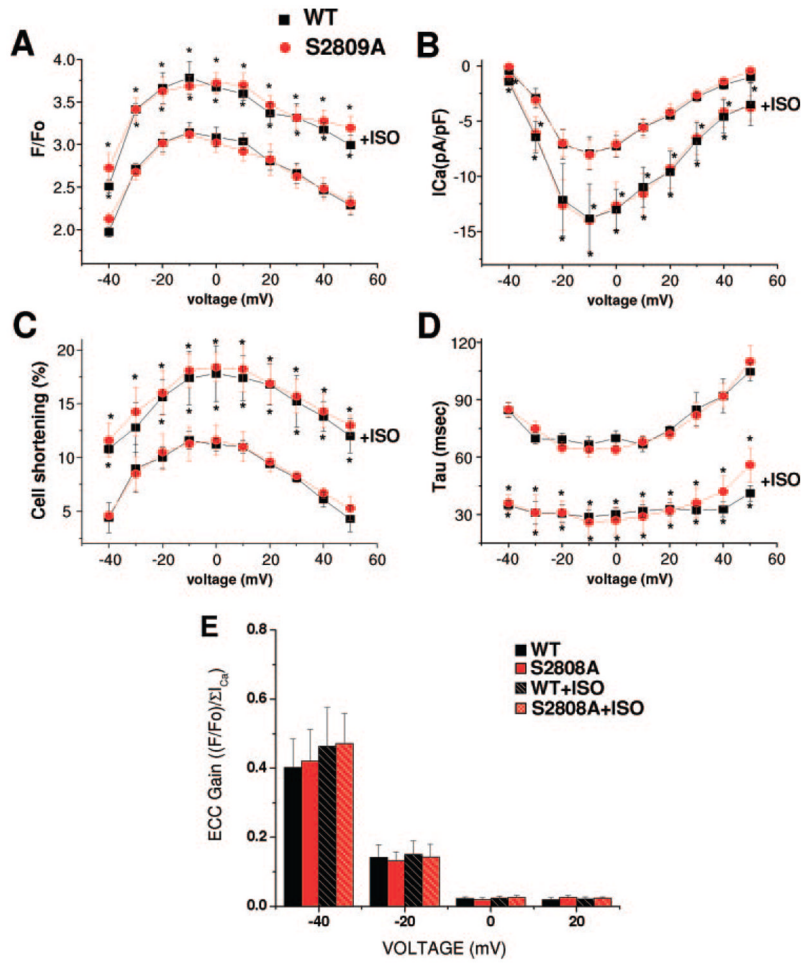 WT
S2809A
A
F/Fo
4.0
3.5
3.0
2.5
2.0
+ISO
-40 -20 0 20 40 60
voltage (mV)
B
ICa(pA/pF)
0
-5
-10
-15
+ISO
-40 -20 0 20 40 60
voltage (mV)
C
Cell shortening (%)
20
15
10
5
+ISO
-40 -20 0 20 40 60
voltage (mV)
D
Tau (msec)
120
90
60
30
+ISO
-40 -20 0 20 40 60
voltage (mV)
E
ECC Gain ((F/Fo)/ΣI_Ca)
0.8
0.6
0.4
0.2
0.0
WT
S2808A
WT+ISO
S2808A+ISO
-40 -20 0 20
VOLTAGE (mV)